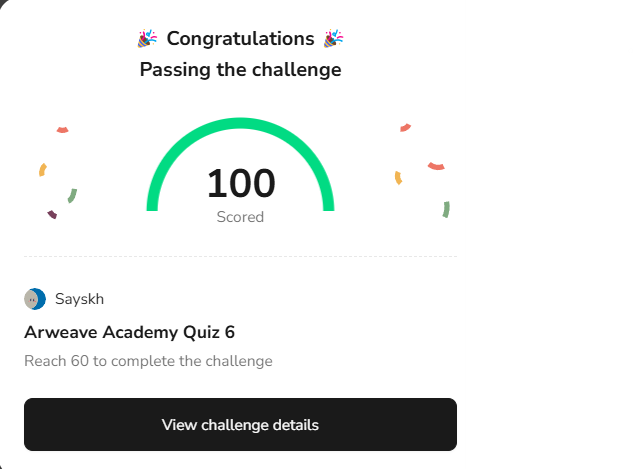 🎉 Congratulations 🎉
Passing the challenge
100
Scored
Sayskh
Arweave Academy Quiz 6
Reach 60 to complete the challenge
View challenge details